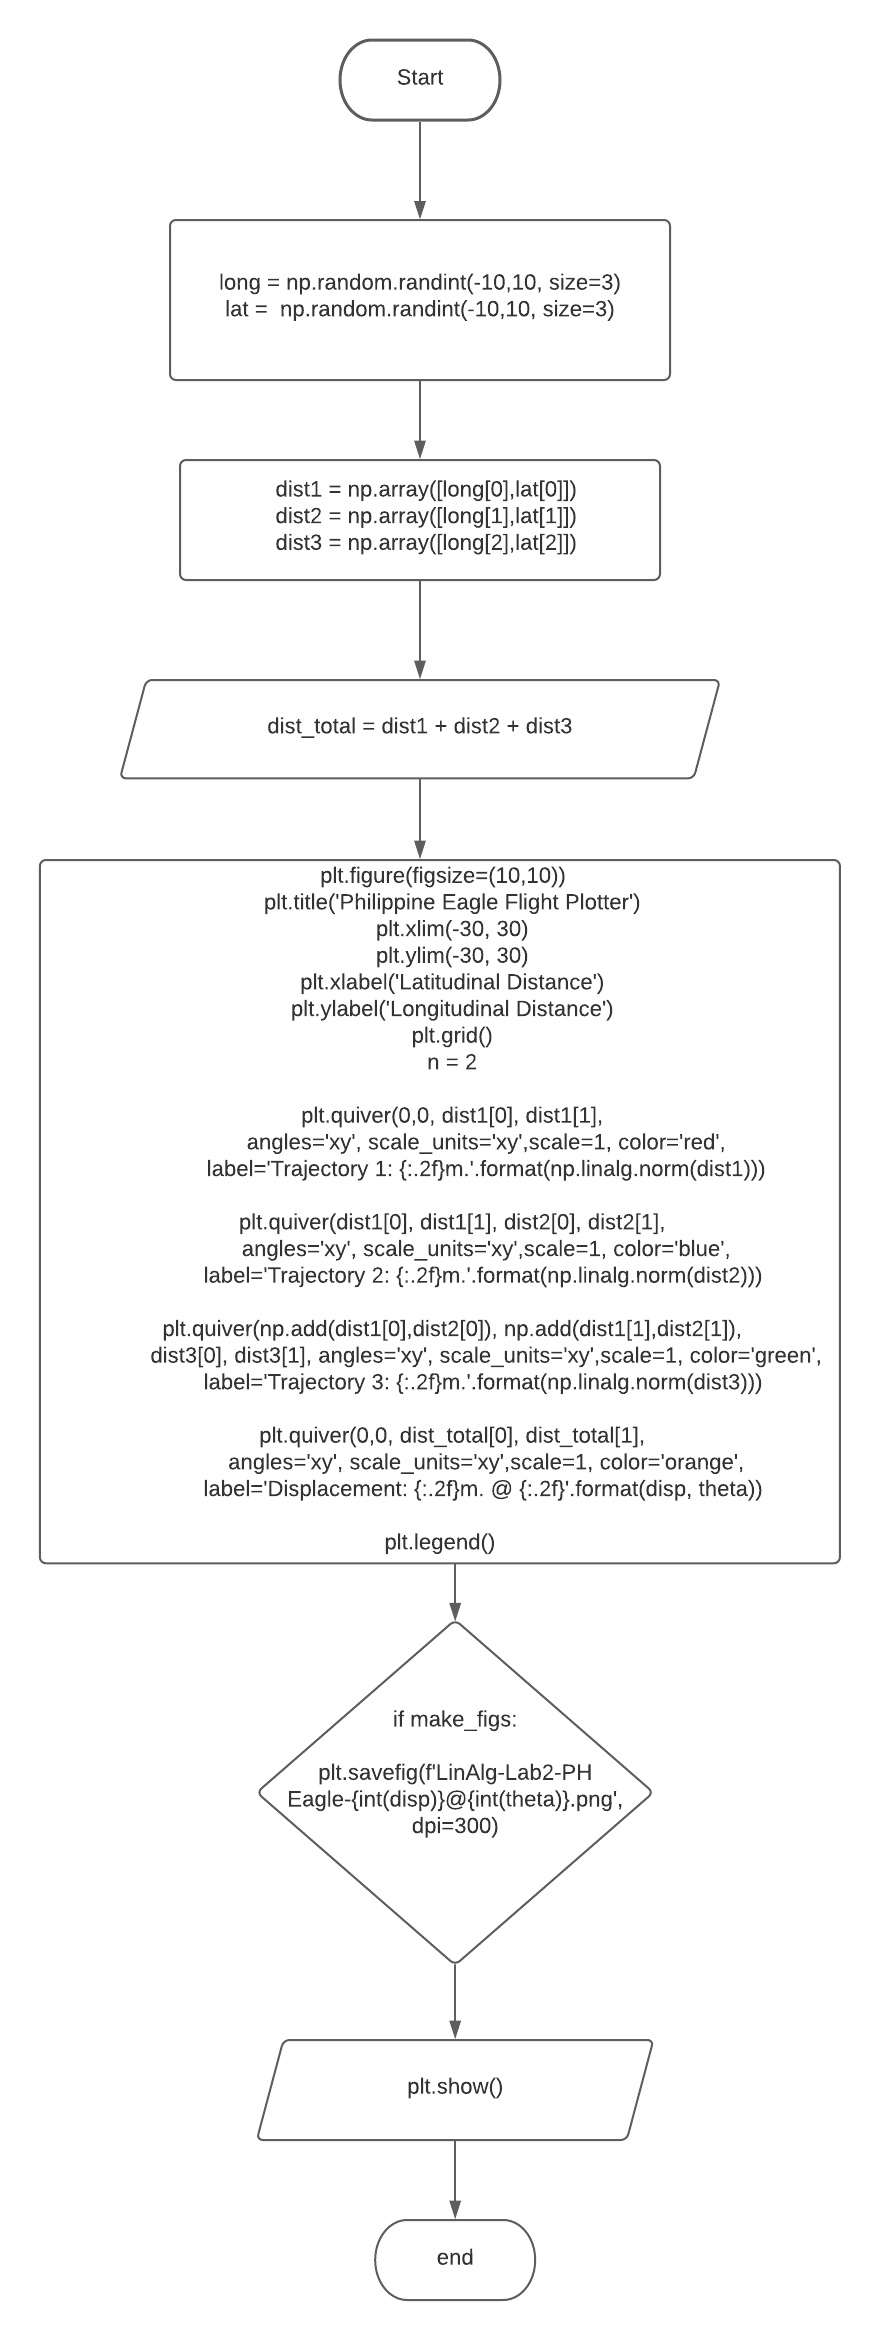 Start
long = np.random.randint(-10,10, size=3)
lat =  np.random.randint(-10,10, size=3)
dist1 = np.array([long[0],lat[0]])
dist2 = np.array([long[1],lat[1]])
dist3 = np.array([long[2],lat[2]])
dist_total = dist1 + dist2 + dist3
plt.figure(figsize=(10,10))
plt.title('Philippine Eagle Flight Plotter')
plt.xlim(-30, 30)
plt.ylim(-30, 30)
plt.xlabel('Latitudinal Distance')
plt.ylabel('Longitudinal Distance')
plt.grid()
n = 2
plt.quiver(0,0, dist1[0], dist1[1],
angles='xy', scale_units='xy',scale=1, color='red',
label='Trajectory 1: {:.2f}m.'.format(np.linalg.norm(dist1)))
plt.quiver(dist1[0], dist1[1], dist2[0], dist2[1],
angles='xy', scale_units='xy',scale=1, color='blue',
label='Trajectory 2: {:.2f}m.'.format(np.linalg.norm(dist2)))
plt.quiver(np.add(dist1[0],dist2[0]), np.add(dist1[1],dist2[1]),
dist3[0], dist3[1], angles='xy', scale_units='xy',scale=1, color='green',
label='Trajectory 3: {:.2f}m.'.format(np.linalg.norm(dist3)))
plt.quiver(0,0, dist_total[0], dist_total[1],
angles='xy', scale_units='xy',scale=1, color='orange',
label='Displacement: {:.2f}m. @ {:.2f}'.format(disp, theta))
plt.legend()
if make_figs:
plt.savefig(f'LinAlg-Lab2-PH
Eagle-{int(disp)}@{int(theta)}.png',
dpi=300)
plt.show()
end